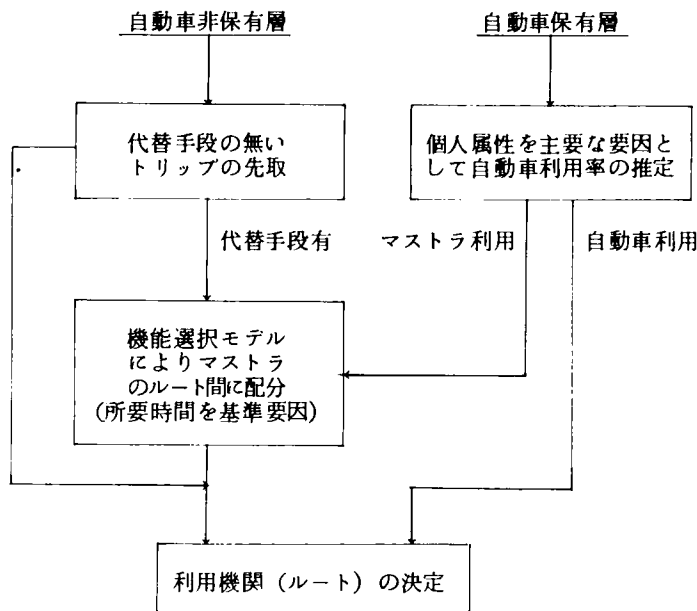 自動車非保有層
自動車保有層
代替手段の無い
トリップの先取
個人属性を主要な要因と
して自動車利用率の推定
代替手段有
マストラ利用
自動車利用
機能選択モデル
によりマストラ
のルート間に配分
(所要時間を基準要因)
利用機関 (ルート) の決定